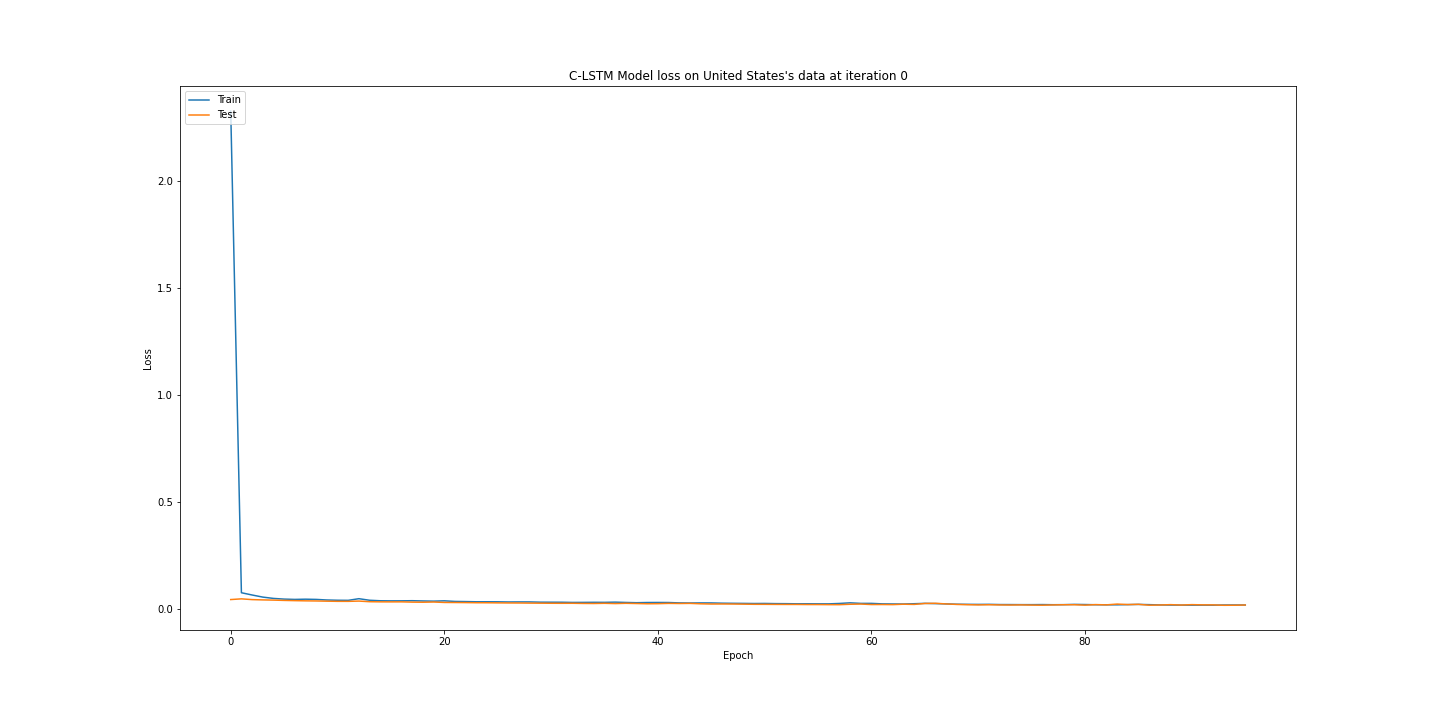 C-LSTM Model loss on United States's data at iteration 0
Train
Test
2.0
1.5
1.0
0.5
0.0
Loss
0 20 40 60 80
Epoch